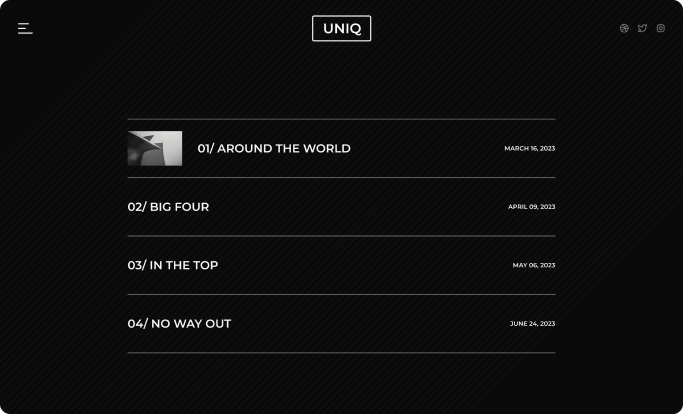 UNIQ
01/ AROUND THE WORLD MARCH 16, 2023
02/ BIG FOUR APRIL 09, 2023
03/ IN THE TOP MAY 06, 2023
04/ NO WAY OUT JUNE 24, 2023